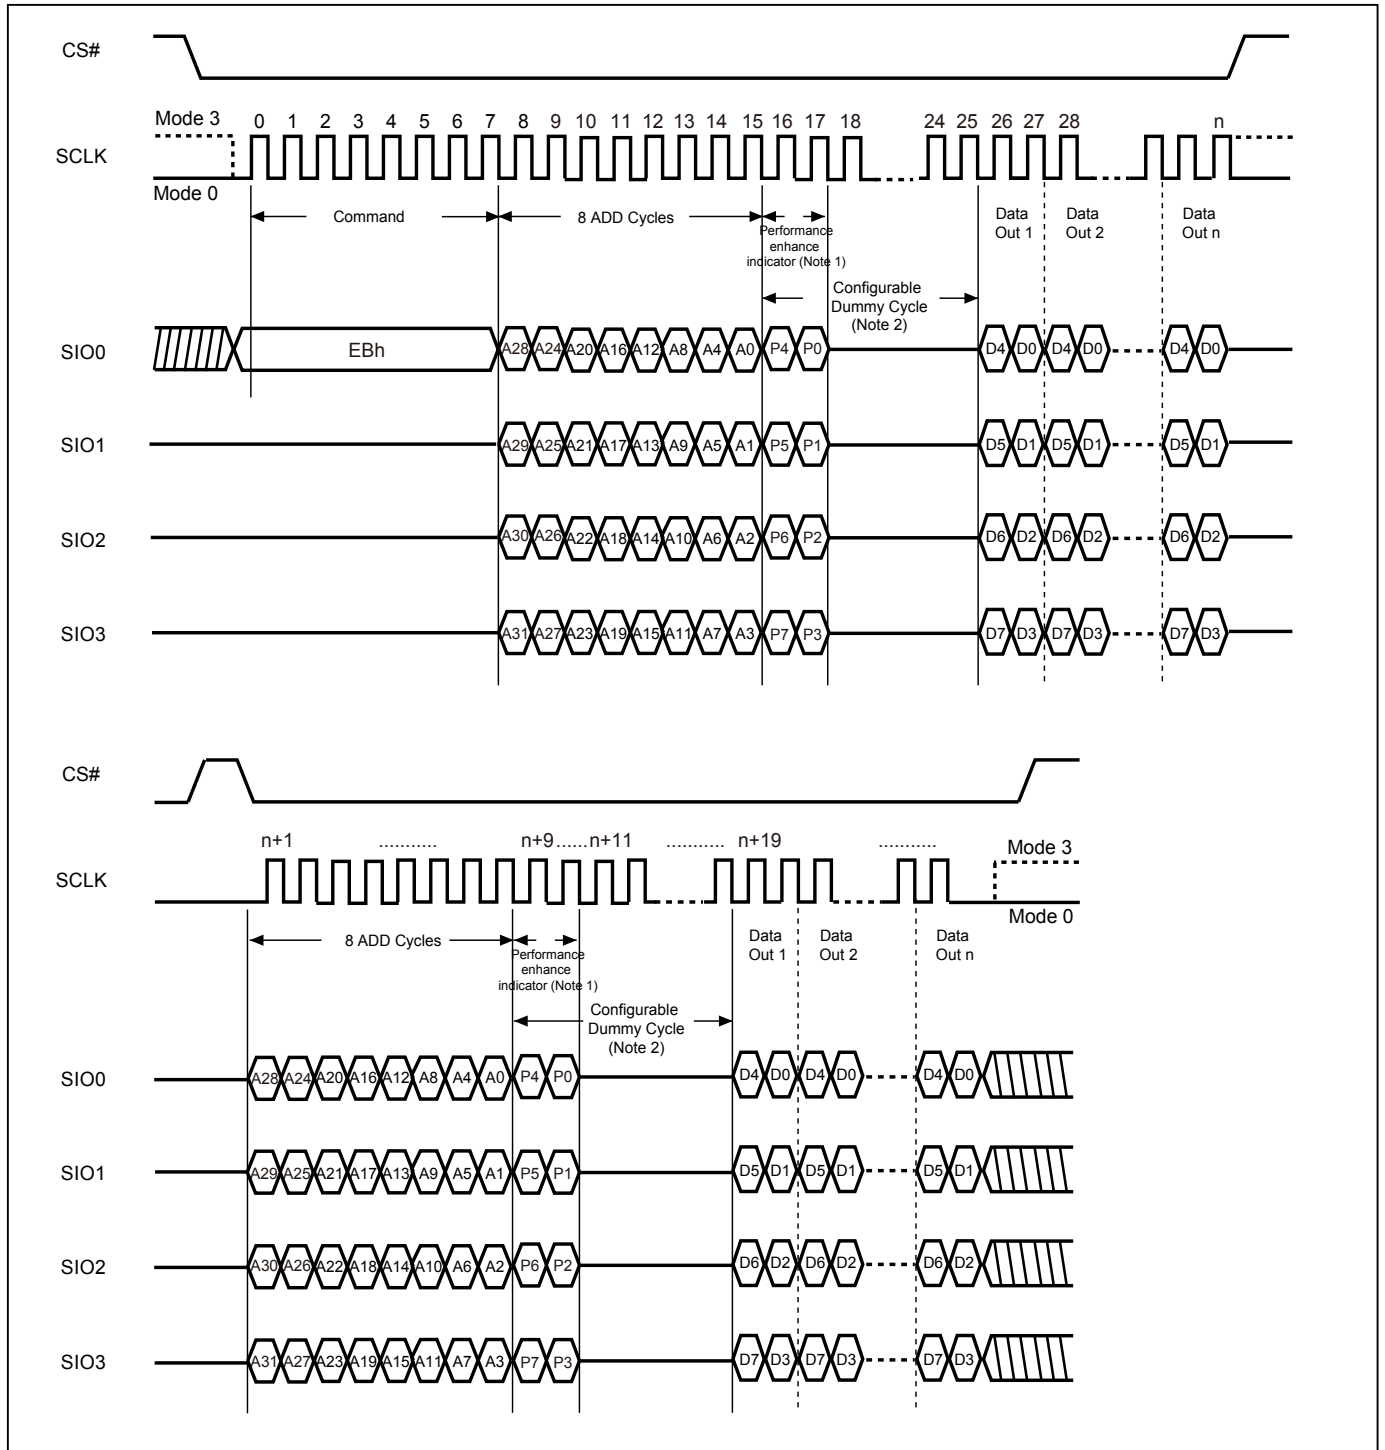 CS#
Mode 3
0 1 2 3 4 5 6 7 8 9 10 11 12 13 14 15 16 17 18 24 25 26 27 28 n
SCLK
Mode 0
Command
8 ADD Cycles
Performance
enhance
indicator (Note 1)
Data
Out 1
Data
Out 2
Data
Out n
Configurable
Dummy Cycle
(Note 2)
SIO0 EBh A28 A24 A20 A16 A12 A8 A4 A0 P4 P0 D4 D0 D4 D0 D4 D0
SIO1 A29 A25 A21 A17 A13 A9 A5 A1 P5 P1 D5 D1 D5 D1 D5 D1
SIO2 A30 A26 A22 A18 A14 A10 A6 A2 P6 P2 D6 D2 D6 D2 D6 D2
SIO3 A31 A27 A23 A19 A15 A11 A7 A3 P7 P3 D7 D3 D7 D3 D7 D3
CS#
n+1 ........... n+9......n+11 ........... n+19 ...........
Mode 3
SCLK
Mode 0
8 ADD Cycles
Performance
enhance
indicator (Note 1)
Data
Out 1
Data
Out 2
Data
Out n
Configurable
Dummy Cycle
(Note 2)
SIO0 A28 A24 A20 A16 A12 A8 A4 A0 P4 P0 D4 D0 D4 D0 D4 D0
SIO1 A29 A25 A21 A17 A13 A9 A5 A1 P5 P1 D5 D1 D5 D1 D5 D1
SIO2 A30 A26 A22 A18 A14 A10 A6 A2 P6 P2 D6 D2 D6 D2 D6 D2
SIO3 A31 A27 A23 A19 A15 A11 A7 A3 P7 P3 D7 D3 D7 D3 D7 D3